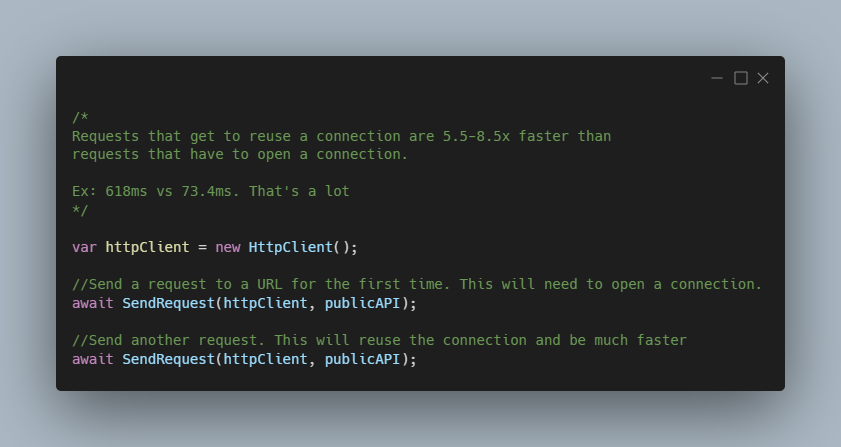 /*
Requests that get to reuse a connection are 5.5-8.5x faster than
requests that have to open a connection.
Ex: 618ms vs 73.4ms. That's a lot
*/
var httpClient = new HttpClient();
//Send a request to a URL for the first time. This will need to open a connection.
await SendRequest(httpClient, publicAPI);
//Send another request. This will reuse the connection and be much faster
await SendRequest(httpClient, publicAPI);